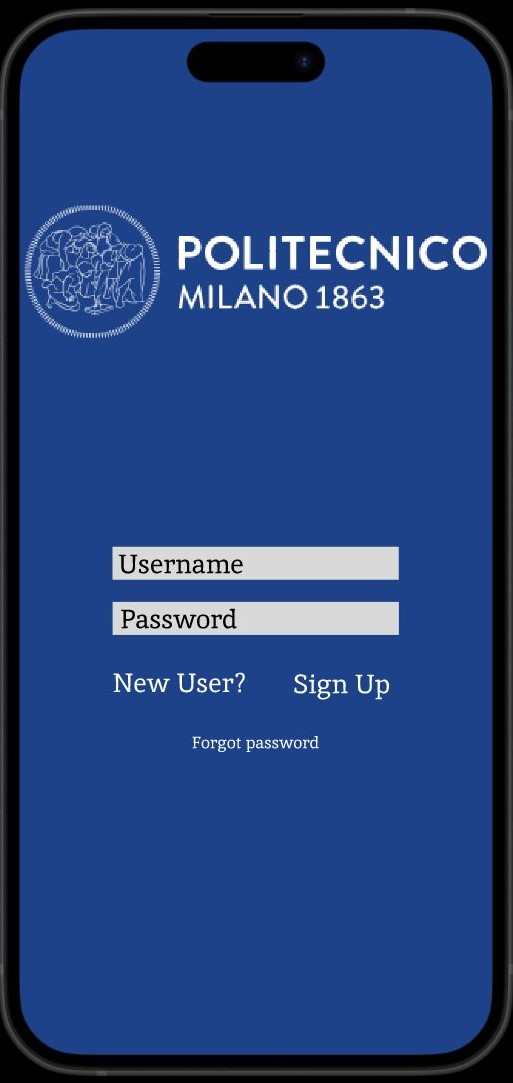 POLITECNICO
MILANO 1863
Username
Password
New User? Sign Up
Forgot password